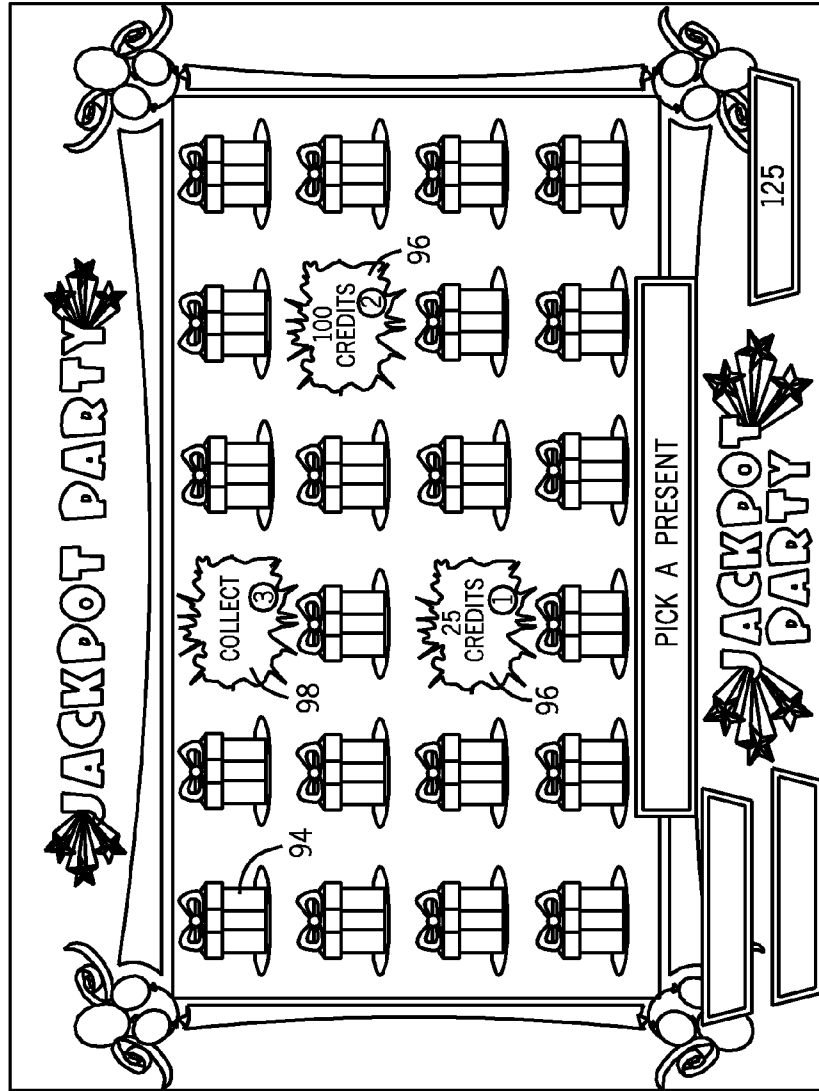 JACKPOT PARTY
COLLECT
3
94
98
100
CREDITS
2
96
25
CREDITS
1
96
PICK A PRESENT
JACKPOT
PARTY
125